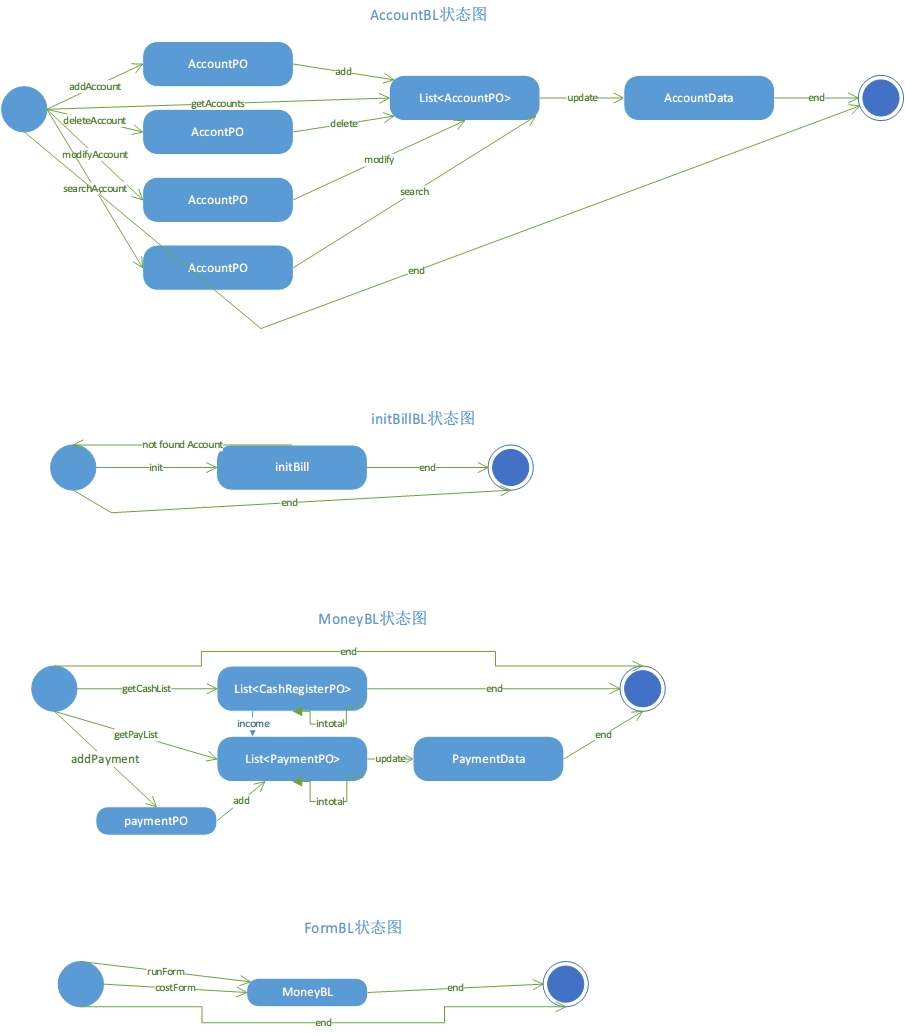 AccountBL状态图
AccountPO
addAccount
add
getAccounts
List<AccountPO>
update
AccountData
end
deleteAccount
AccontPO
delete
modifyAccount
modify
searchAccount
AccountPO
search
AccountPO
end
initBillBL状态图
not found Account
init
initBill
end
end
MoneyBL状态图
end
getCashList
List<CashRegisterPO>
end
income
intotal
getPayList
addPayment
List<PaymentPO>
update
PaymentData
end
add
intotal
paymentPO
FormBL状态图
runForm
costForm
MoneyBL
end
end